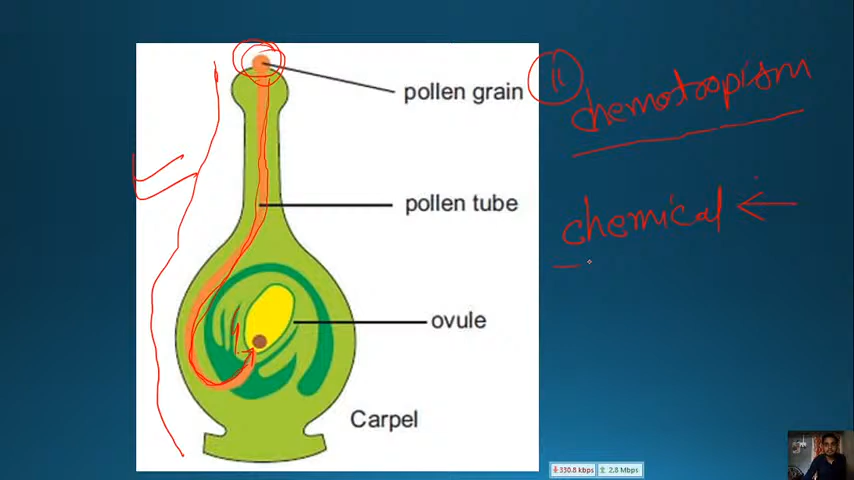 pollen grain
pollen tube
ovule
Carpel
ii
chemotropism
chemical ←
330.8 kbps
2.8 Mbps